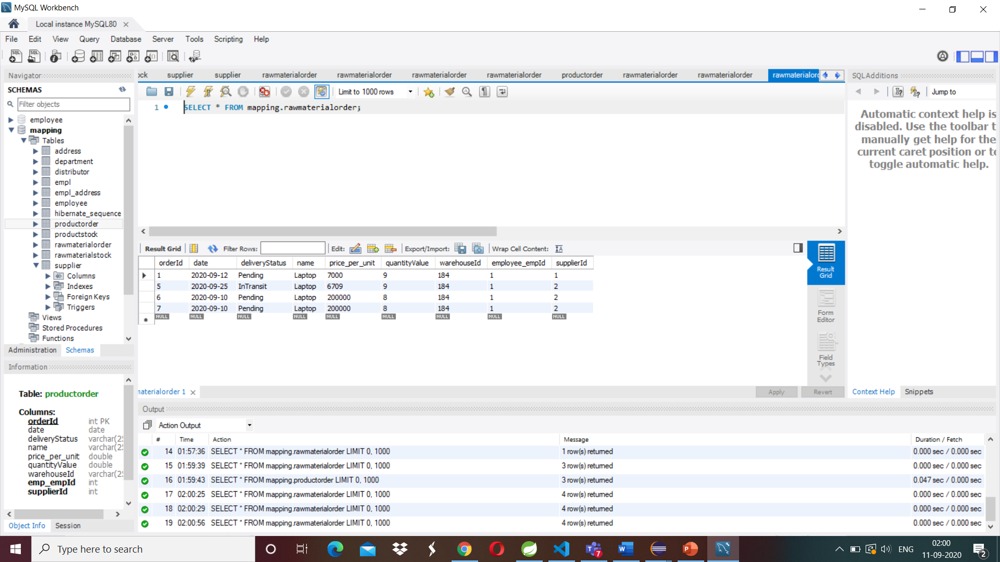 MySQL Workbench
Local instance MySQL80
File Edit View Query Database Server Tools Scripting Help
Navigator
SCHEMAS
Filter objects
employee
mapping
Tables
address
department
distributor
empl
empl_address
employee
hibernate_sequence
productorder
productstock
rawmaterialorder
rawmaterialstock
supplier
Columns
Indexes
Foreign Keys
Triggers
Views
Stored Procedures
Functions
Administration Schemas
Information
Table: productorder
Columns:
orderId int PK
date date
deliveryStatus varchar(25
name varchar(25
price_per_unit double
quantityValue double
warehouseId varchar(25
emp_empId int
supplierId int
Object Info Session
ock supplier supplier rawmaterialorder rawmaterialorder rawmaterialorder rawmaterialorder productorder rawmaterialorder rawmaterialorder rawmaterialord
Limit to 1000 rows
1 SELECT * FROM mapping.rawmaterialorder;
Result Grid Filter Rows: Edit: Export/Import: Wrap Cell Content:
orderId date deliveryStatus name price_per_unit quantityValue warehouseId employee_empId supplierId
1 2020-09-12 Pending Laptop 7000 9 184 1 1
5 2020-09-25 InTransit Laptop 6709 9 184 1 2
6 2020-09-10 Pending Laptop 200000 8 184 1 2
7 2020-09-10 Pending Laptop 200000 8 184 1 2
NULL NULL NULL NULL NULL NULL NULL NULL NULL
Result
Grid
Form
Editor
Field
Types
materialorder 1
Apply Revert
SQLAdditions
Jump to
Automatic context help is
disabled. Use the toolbar t
manually get help for the
current caret position or to
toggle automatic help.
Context Help Snippets
Output
Action Output
# Time Action Message Duration / Fetch
14 01:57:36 SELECT * FROM mapping.rawmaterialorder LIMIT 0, 1000 1 row(s) returned 0.000 sec / 0.000 sec
15 01:59:39 SELECT * FROM mapping.rawmaterialorder LIMIT 0, 1000 3 row(s) returned 0.000 sec / 0.000 sec
16 01:59:43 SELECT * FROM mapping.productorder LIMIT 0, 1000 3 row(s) returned 0.047 sec / 0.000 sec
17 02:00:25 SELECT * FROM mapping.rawmaterialorder LIMIT 0, 1000 4 row(s) returned 0.000 sec / 0.000 sec
18 02:00:29 SELECT * FROM mapping.rawmaterialorder LIMIT 0, 1000 4 row(s) returned 0.000 sec / 0.000 sec
19 02:00:56 SELECT * FROM mapping.rawmaterialorder LIMIT 0, 1000 4 row(s) returned 0.000 sec / 0.000 sec
Type here to search
7
ENG
02:00
11-09-2020
2